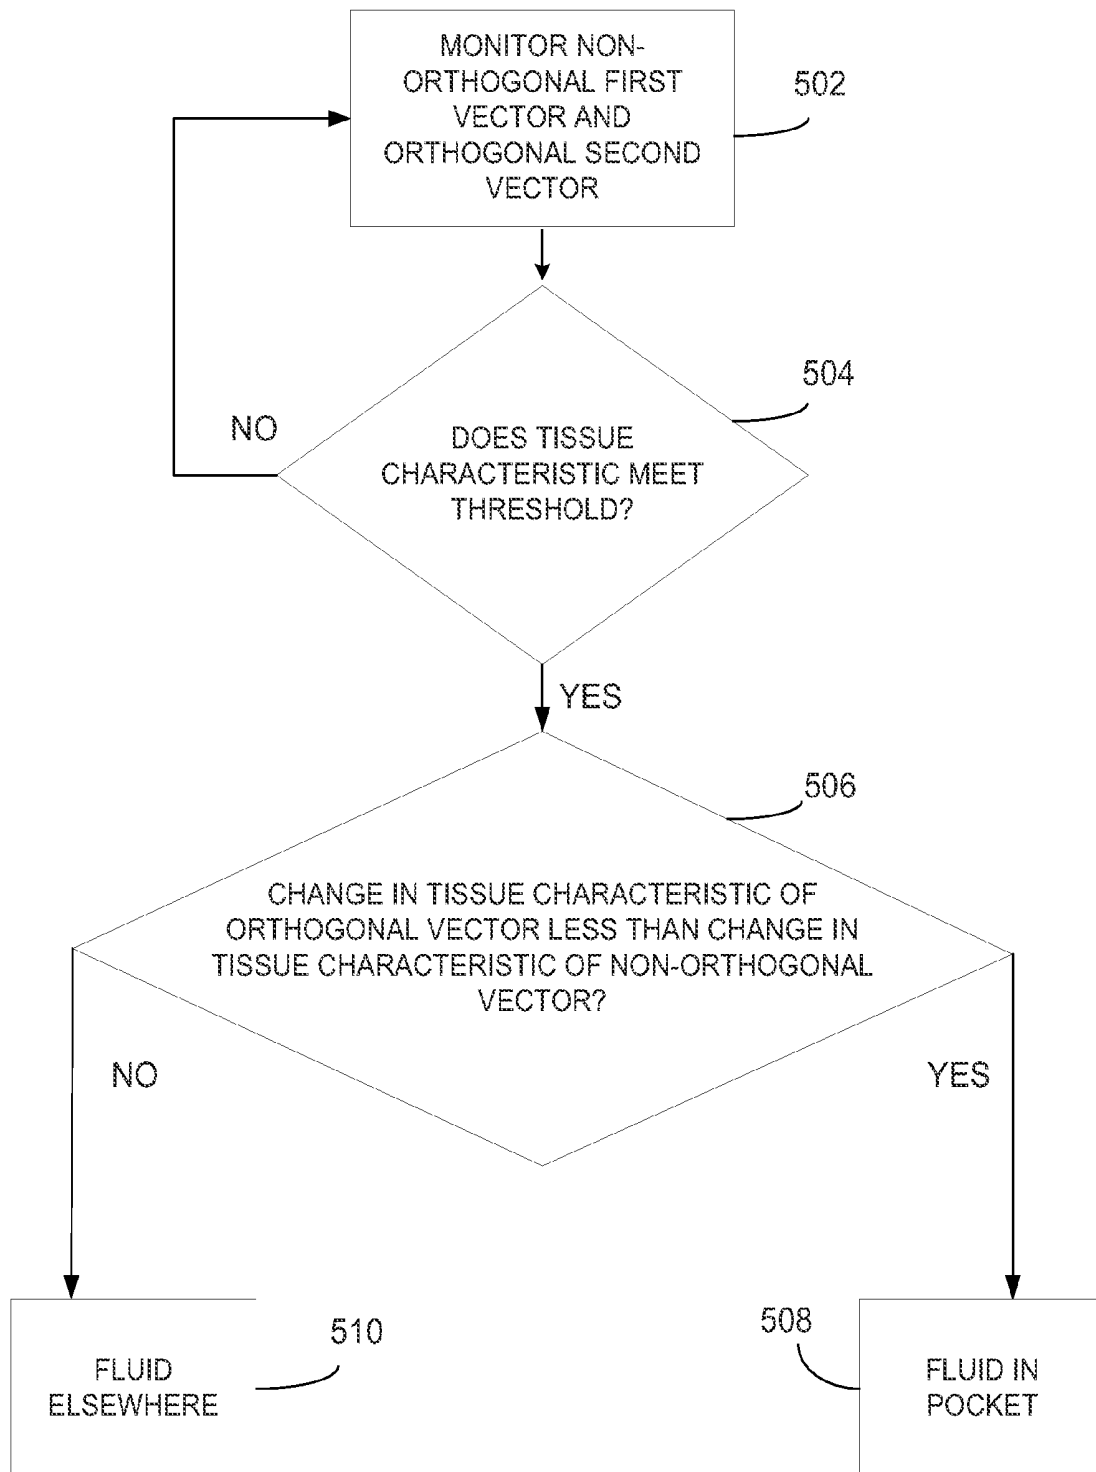 MONITOR NON-
ORTHOGONAL FIRST
VECTOR AND
ORTHOGONAL SECOND
VECTOR
502
504
DOES TISSUE
CHARACTERISTIC MEET
THRESHOLD?
NO
YES
506
CHANGE IN TISSUE CHARACTERISTIC OF
ORTHOGONAL VECTOR LESS THAN CHANGE IN
TISSUE CHARACTERISTIC OF NON-ORTHOGONAL
VECTOR?
NO
YES
510
FLUID
ELSEWHERE
508
FLUID IN
POCKET